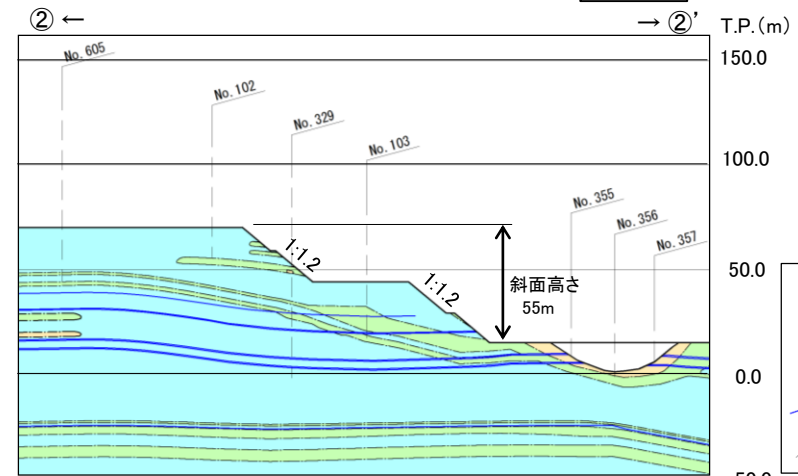 ② ←
→ ②’
T.P.(m)
No. 605
150.0
No. 102
No. 329
No. 103
100.0
No. 355
No. 356
No. 357
1:1.2
1:1.2
50.0
斜面高さ
55m
0.0
-50.0